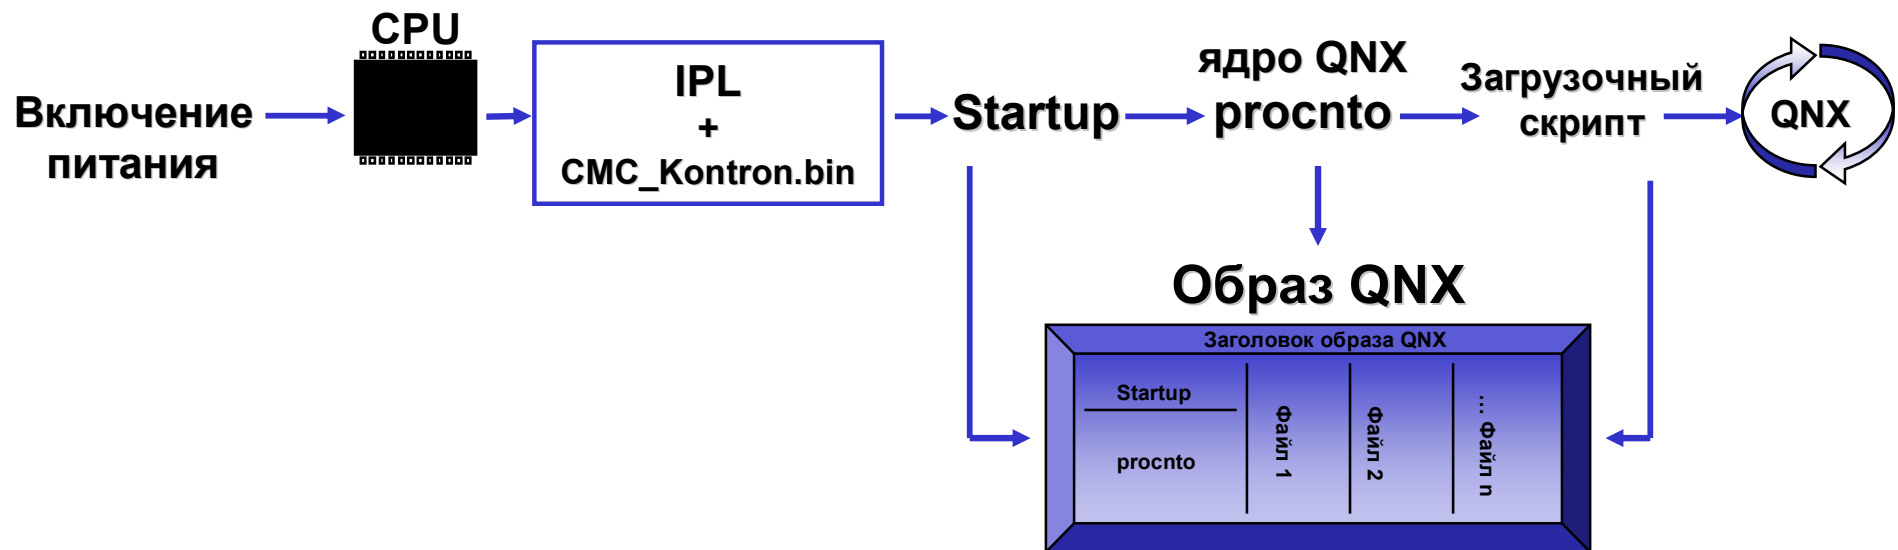 Включение
питания
CPU
IPL
+
CMC_Kontron.bin
Startup
ядро QNX
procnto
Загрузочный
скрипт
QNX
Образ QNX
Заголовок образа QNX
Startup
procnto
Файл 1
Файл 2
... Файл n